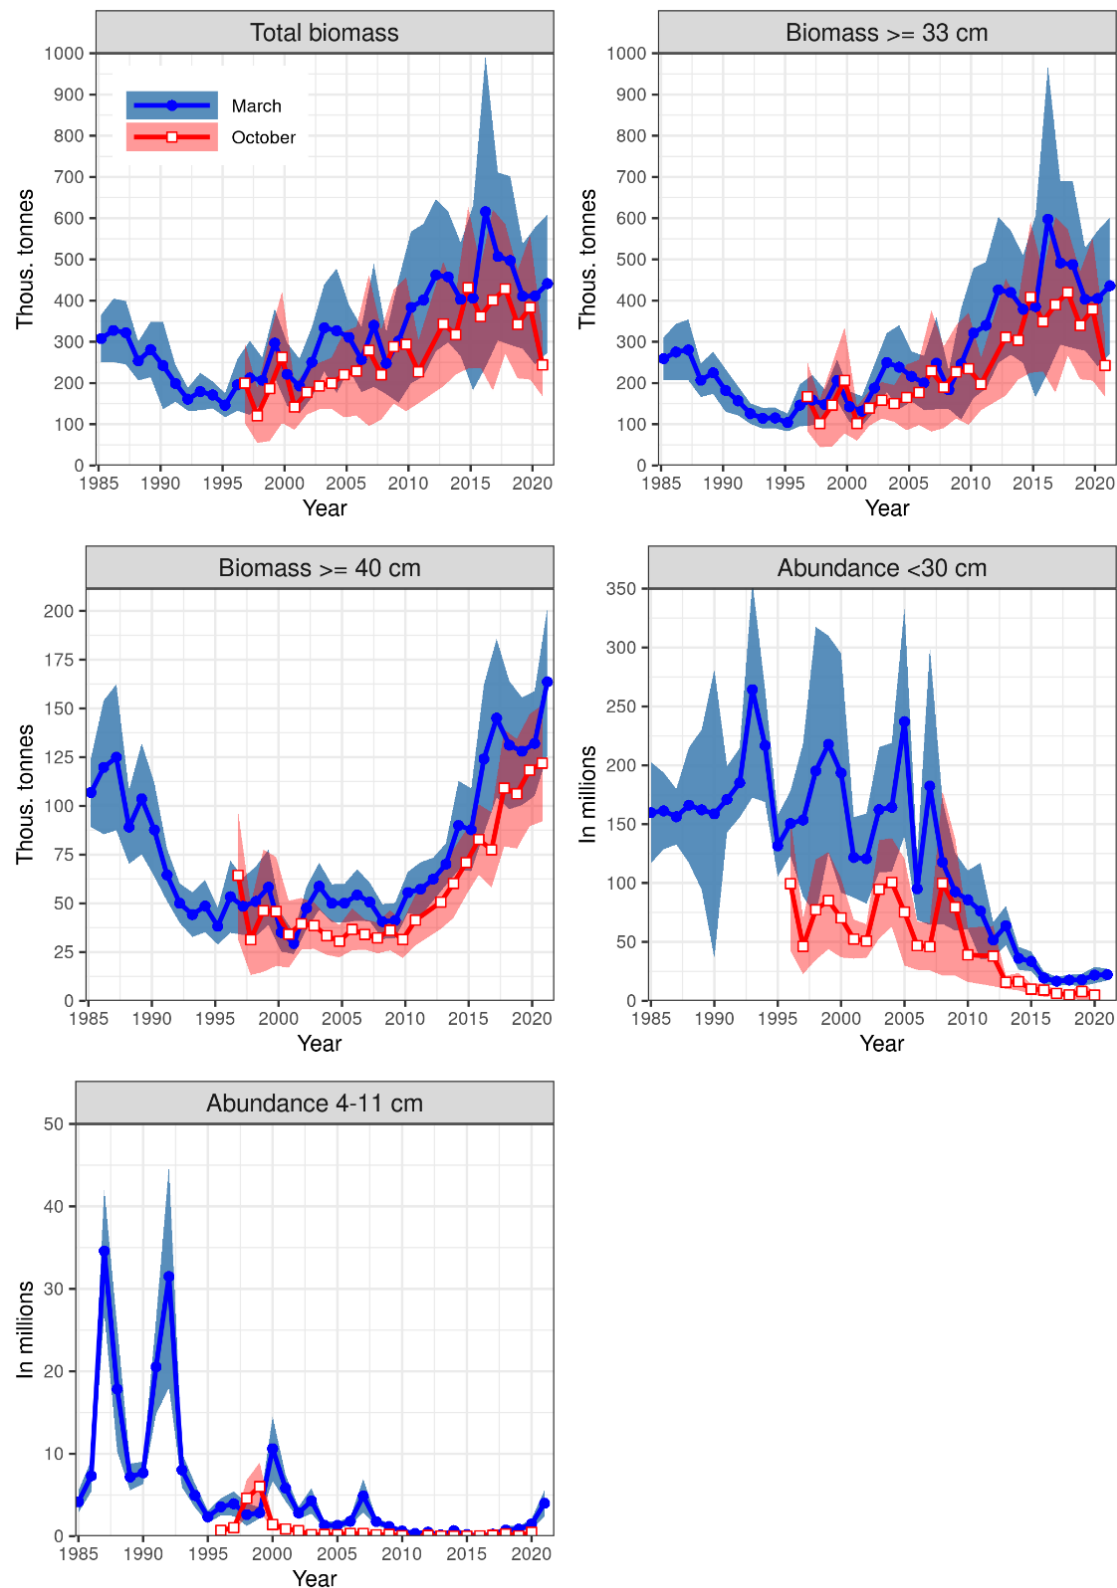 Total biomass
1000
900
800
700
600
500
400
300
200
100
0
Thous. tonnes
March
October
1985 1990 1995 2000 2005 2010 2015 2020
Year
Biomass >= 33 cm
1000
900
800
700
600
500
400
300
200
100
0
Thous. tonnes
1985 1990 1995 2000 2005 2010 2015 2020
Year
Biomass >= 40 cm
200
175
150
125
100
75
50
25
0
Thous. tonnes
1985 1990 1995 2000 2005 2010 2015 2020
Year
Abundance <30 cm
350
300
250
200
150
100
50
0
In millions
1985 1990 1995 2000 2005 2010 2015 2020
Year
Abundance 4-11 cm
50
40
30
20
10
0
In millions
1985 1990 1995 2000 2005 2010 2015 2020
Year